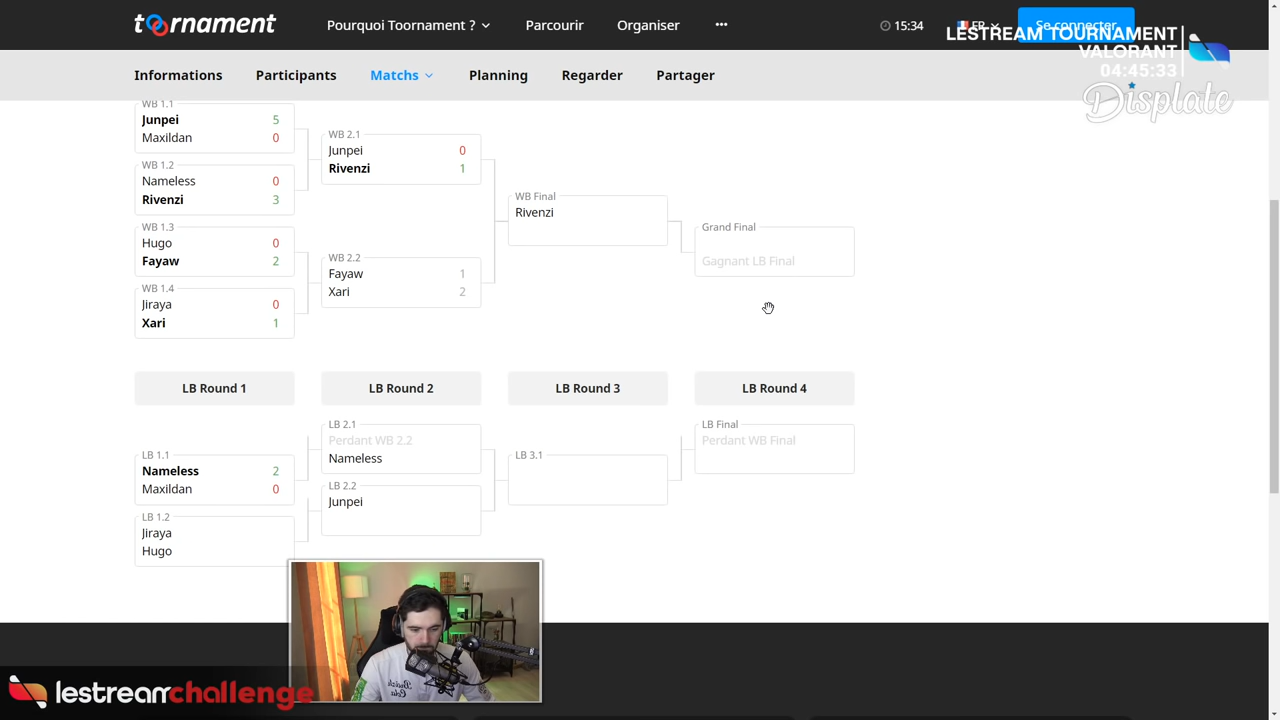 toornament
Pourquoi Toornament ?
Parcourir
Organiser
•••
15:34
FR
Se connecter
LESTREAM TOURNAMENT
VALORANT
04:45:33
Displate
Informations
Participants
Matchs
Planning
Regarder
Partager
WB 1.1
Junpei 5
Maxildan 0
WB 1.2
Nameless 0
Rivenzi 3
WB 1.3
Hugo 0
Fayaw 2
WB 1.4
Jiraya 0
Xari 1
WB 2.1
Junpei 0
Rivenzi 1
WB 2.2
Fayaw 1
Xari 2
WB Final
Rivenzi
Grand Final
Gagnant LB Final
LB Round 1
LB Round 2
LB Round 3
LB Round 4
LB 1.1
Nameless 2
Maxildan 0
LB 1.2
Jiraya
Hugo
LB 2.1
Perdant WB 2.2
Nameless
LB 2.2
Junpei
LB 3.1
LB Final
Perdant WB Final
lestreamchallenge